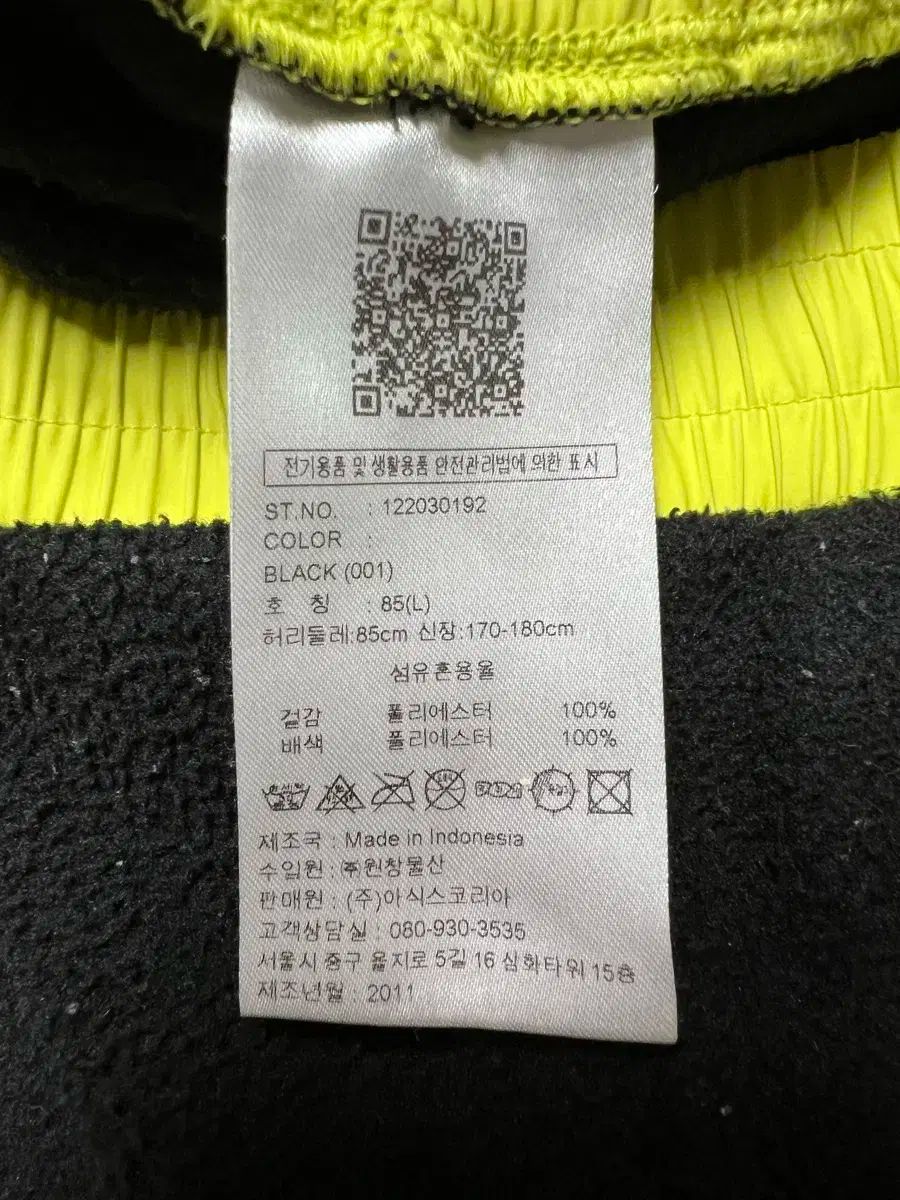 전기용품 및 생활용품 안전관리법에 의한 표시
ST.NO. : 122030192
COLOR :
BLACK (001)
호 칭 : 85(L)
허리둘레:85cm 신장:170-180cm
섬유혼용율
겉감 폴리에스터 100%
배색 폴리에스터 100%
제조국 : Made in Indonesia
수입원 : ㈜원창물산
판매원 : (주)아식스코리아
고객상담실 : 080-930-3535
서울시 중구 을지로 5길 16 삼화타워 15층
제조년월 : 2011